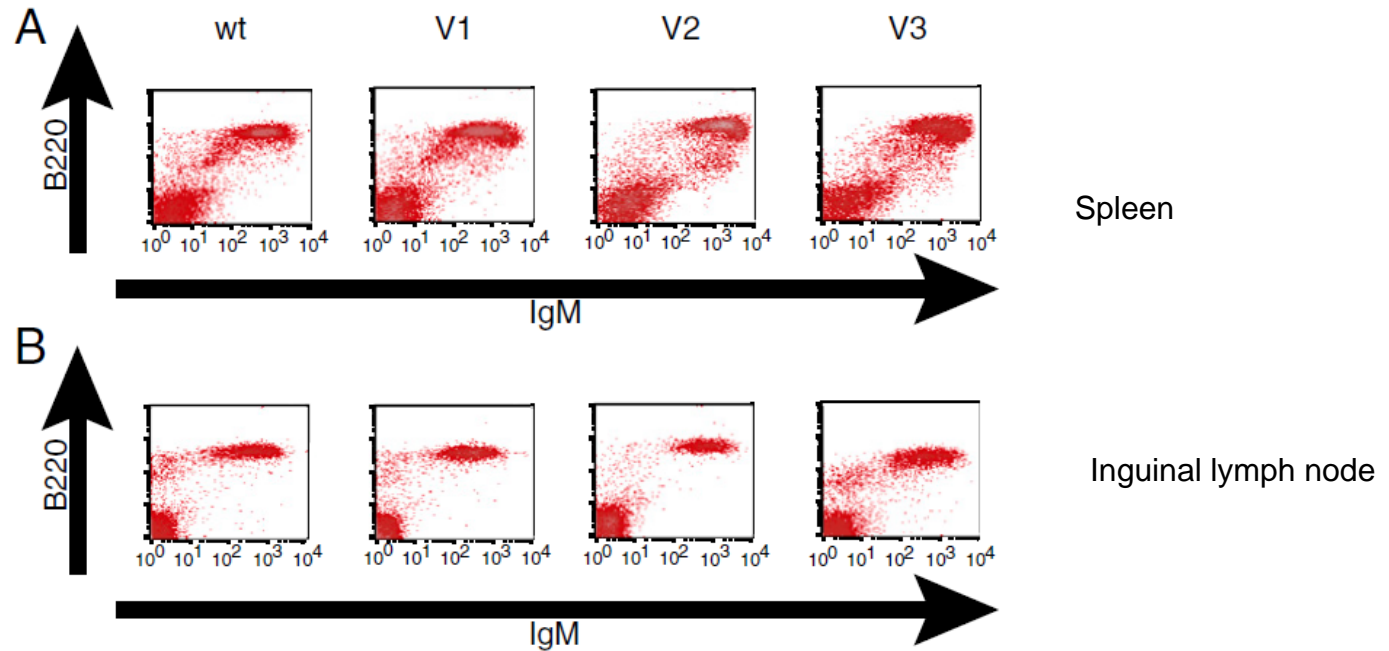 A wt V1 V2 V3
B220
10⁰ 10¹ 10² 10³ 10⁴ 10⁰ 10¹ 10² 10³ 10⁴ 10⁰ 10¹ 10² 10³ 10⁴ 10⁰ 10¹ 10² 10³ 10⁴
Spleen
IgM
B
B220
10⁰ 10¹ 10² 10³ 10⁴ 10⁰ 10¹ 10² 10³ 10⁴ 10⁰ 10¹ 10² 10³ 10⁴ 10⁰ 10¹ 10² 10³ 10⁴
Inguinal lymph node
IgM